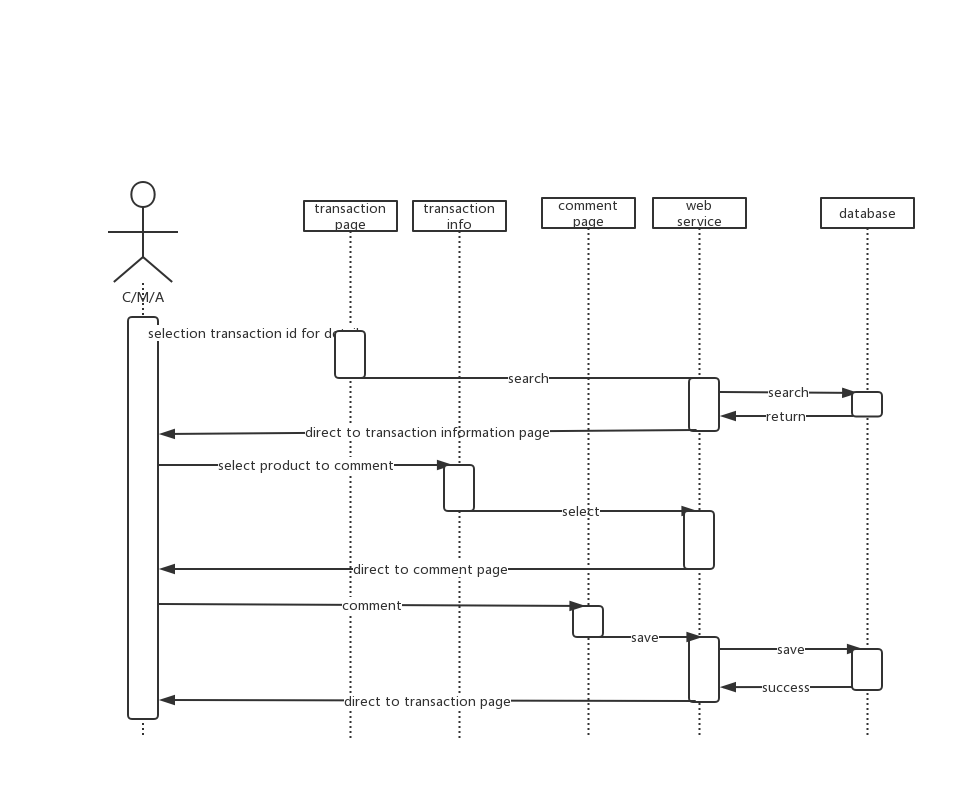 transaction
page
transaction
info
comment
page
web
service
database
C/M/A
selection transaction id for detail
search
search
return
direct to transaction information page
select product to comment
select
direct to comment page
comment
save
save
success
direct to transaction page